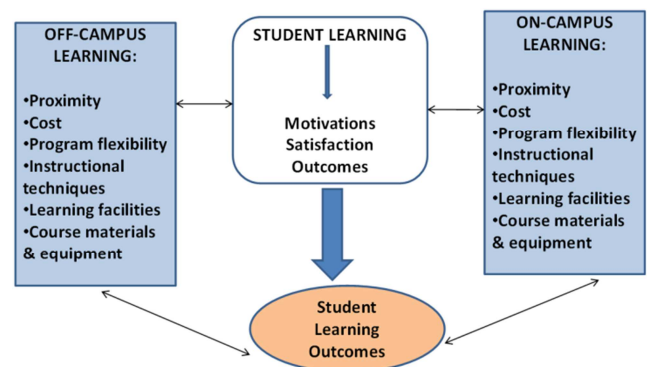 OFF-CAMPUS
LEARNING:
•Proximity
•Cost
•Program flexibility
•Instructional
techniques
•Learning facilities
•Course materials
& equipment
STUDENT LEARNING
Motivations
Satisfaction
Outcomes
ON-CAMPUS
LEARNING:
•Proximity
•Cost
•Program flexibility
•Instructional
techniques
•Learning facilities
•Course materials
& equipment
Student
Learning
Outcomes